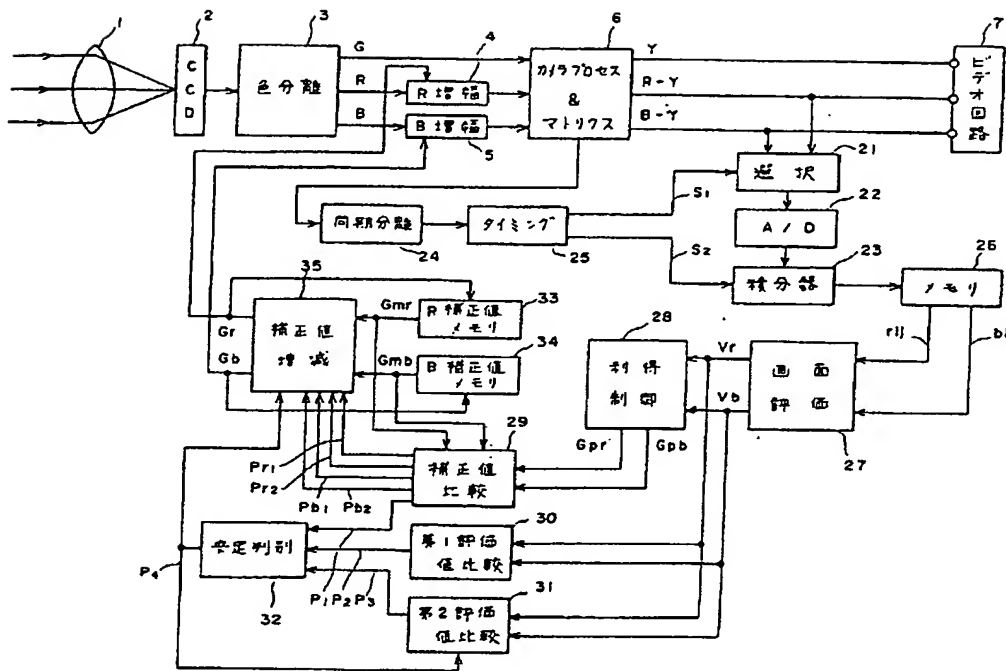 1
2
C
C
D
3
色分離
G
R
B
4
R増幅
B増幅
5
6
カメラプロセス
&
マトリクス
Y
R-Y
B-Y
7
ビデオ回路
21
選択
22
A/D
23
積分器
S1
S2
同期分離
24
タイミング
25
26
メモリ
rij
画面
評価
27
Vr
Vb
28
利得
制御
Gpr
Gpb
35
補正値
増減
Gr
Gb
Gmr
Gmb
R補正値
メモリ
33
B補正値
メモリ
34
29
補正値
比較
Pr1
Pr2
Pb1
Pb2
30
第1評価
値比較
31
第2評価
値比較
安定判別
32
P1
P2
P3
P4